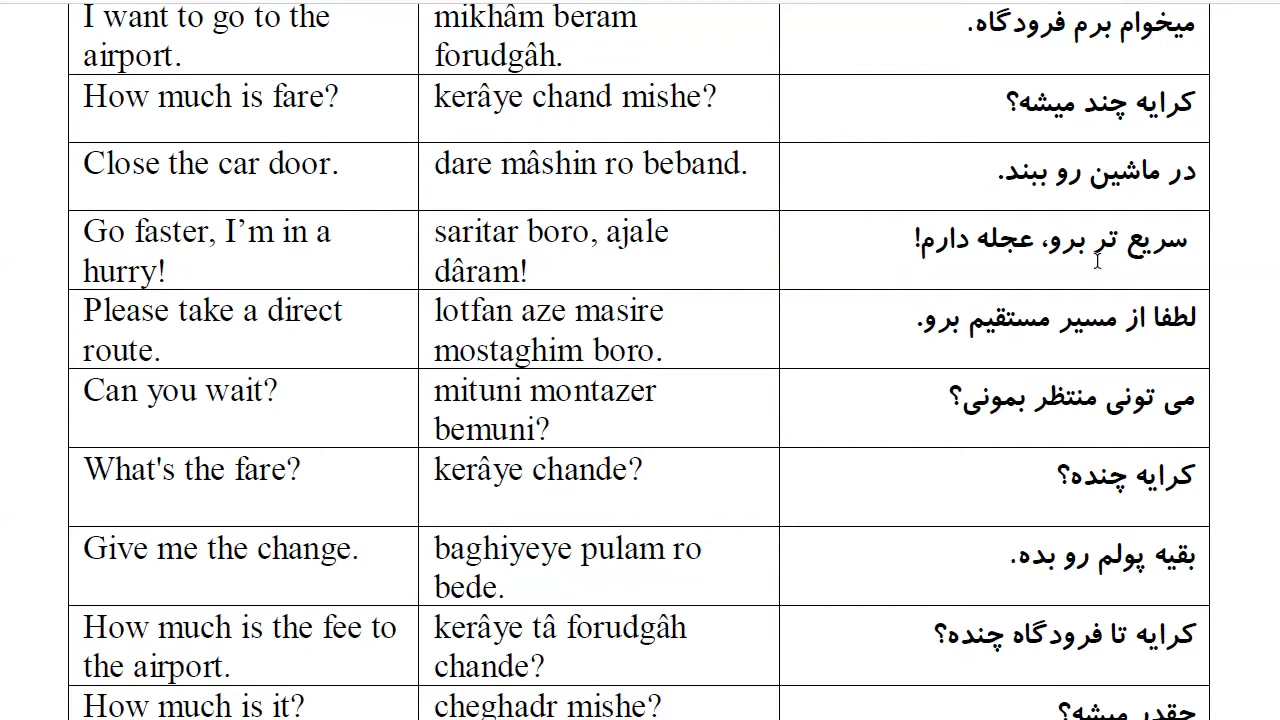 I want to go to the
airport.
mikhâm beram
forudgâh.
میخوام برم فرودگاه.
How much is fare?
kerâye chand mishe?
کرایه چند میشه؟
Close the car door.
dare mâshin ro beband.
در ماشین رو ببند.
Go faster, I’m in a
hurry!
saritar boro, ajale
dâram!
سریع تر برو، عجله دارم!
Please take a direct
route.
lotfan aze masire
mostaghim boro.
لطفا از مسیر مستقیم برو.
Can you wait?
mituni montazer
bemuni?
می تونی منتظر بمونی؟
What's the fare?
kerâye chande?
کرایه چنده؟
Give me the change.
baghiyeye pulam ro
bede.
بقیه پولم رو بده.
How much is the fee to
the airport.
kerâye tâ forudgâh
chande?
کرایه تا فرودگاه چنده؟
How much is it?
cheghadr mishe?
چقدر میشه؟